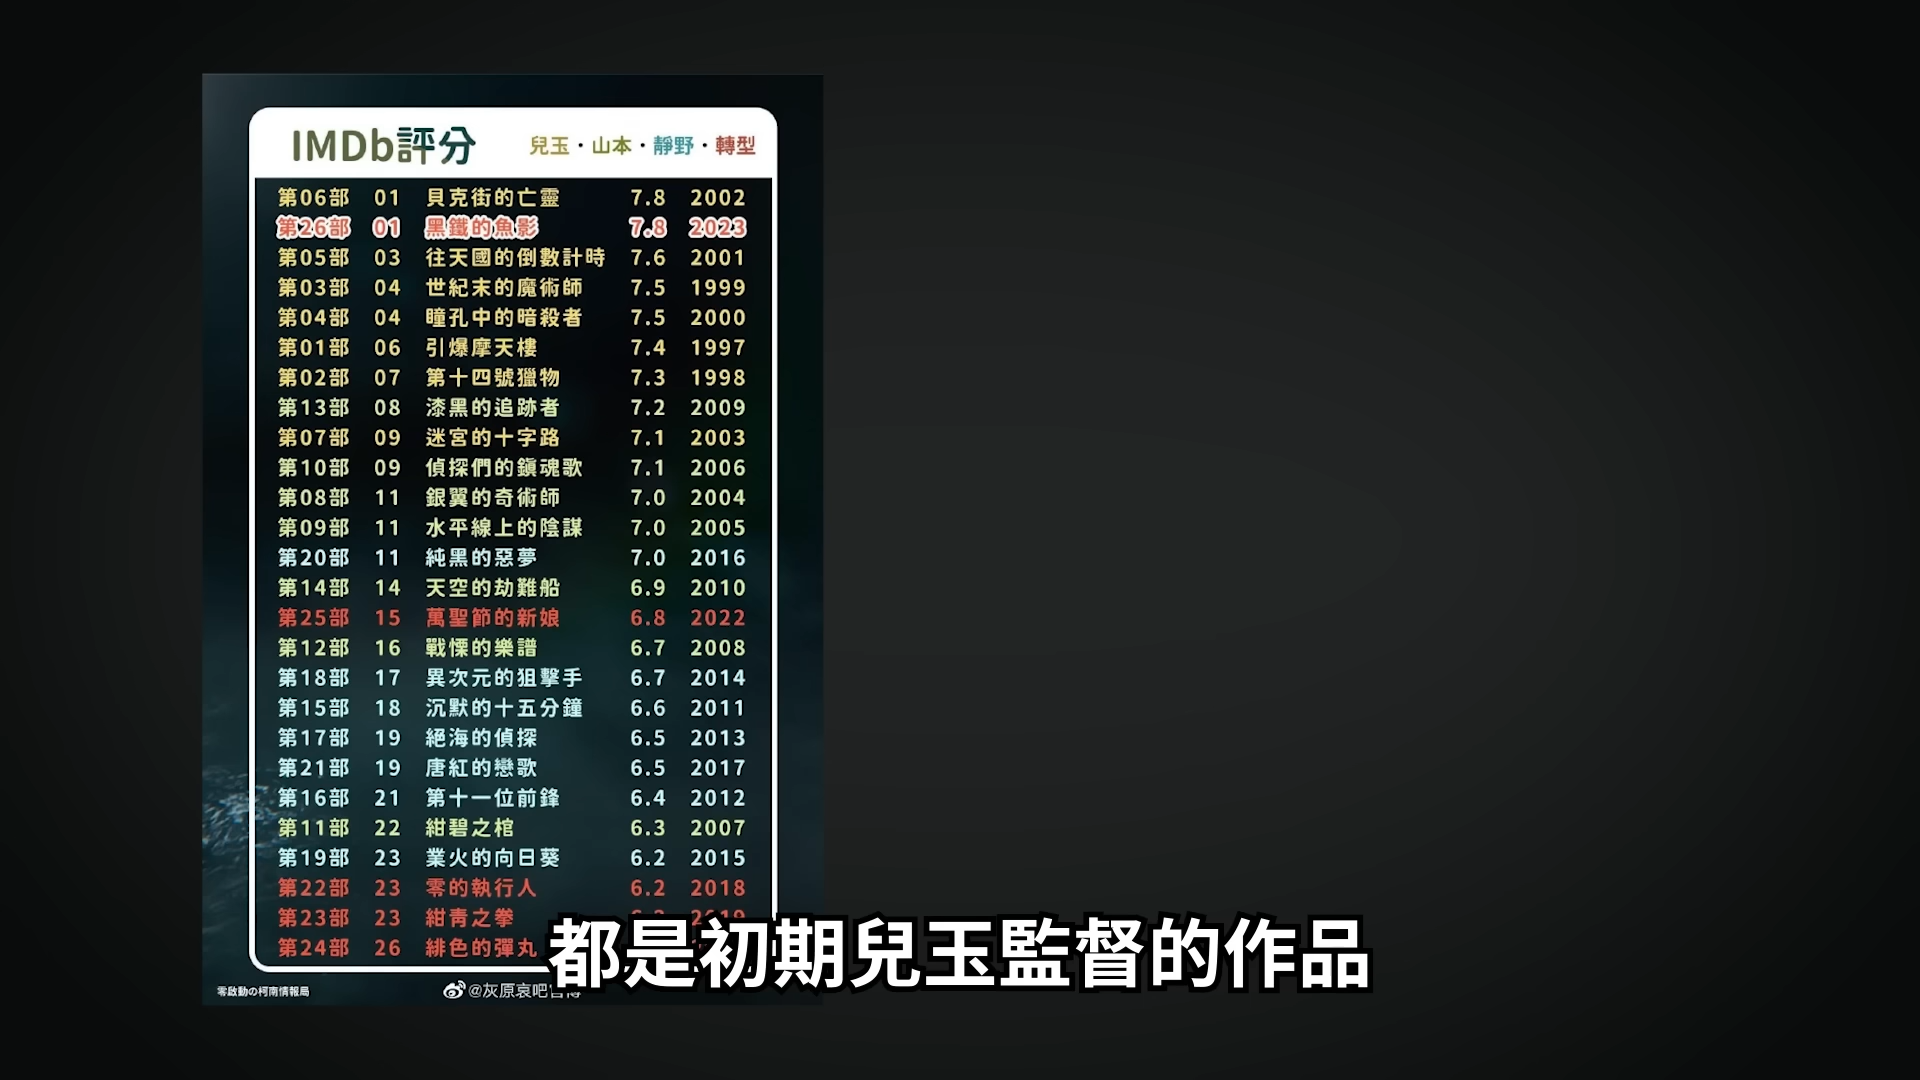 IMDb評分 兒玉・山本・靜野・轉型
第06部 01 貝克街的亡靈 7.8 2002
第26部 01 黑鐵的魚影 7.8 2023
第05部 03 往天國的倒數計時 7.6 2001
第03部 04 世紀末的魔術師 7.5 1999
第04部 04 瞳孔中的暗殺者 7.5 2000
第01部 06 引爆摩天樓 7.4 1997
第02部 07 第十四號獵物 7.3 1998
第13部 08 漆黑的追跡者 7.2 2009
第07部 09 迷宮的十字路 7.1 2003
第10部 09 偵探們的鎮魂歌 7.1 2006
第08部 11 銀翼的奇術師 7.0 2004
第09部 11 水平線上的陰謀 7.0 2005
第20部 11 純黑的惡夢 7.0 2016
第14部 14 天空的劫難船 6.9 2010
第25部 15 萬聖節的新娘 6.8 2022
第12部 16 戰慄的樂譜 6.7 2008
第18部 17 異次元的狙擊手 6.7 2014
第15部 18 沉默的十五分鐘 6.6 2011
第17部 19 絕海的偵探 6.5 2013
第21部 19 唐紅的戀歌 6.5 2017
第16部 21 第十一位前鋒 6.4 2012
第11部 22 紺碧之棺 6.3 2007
第19部 23 業火的向日葵 6.2 2015
第22部 23 零的執行人 6.2 2018
第23部 23 紺青之拳 6.2 2019
第24部 26 緋色的彈丸
都是初期兒玉監督的作品
零啟動の柯南情報局 @灰原哀吧官博